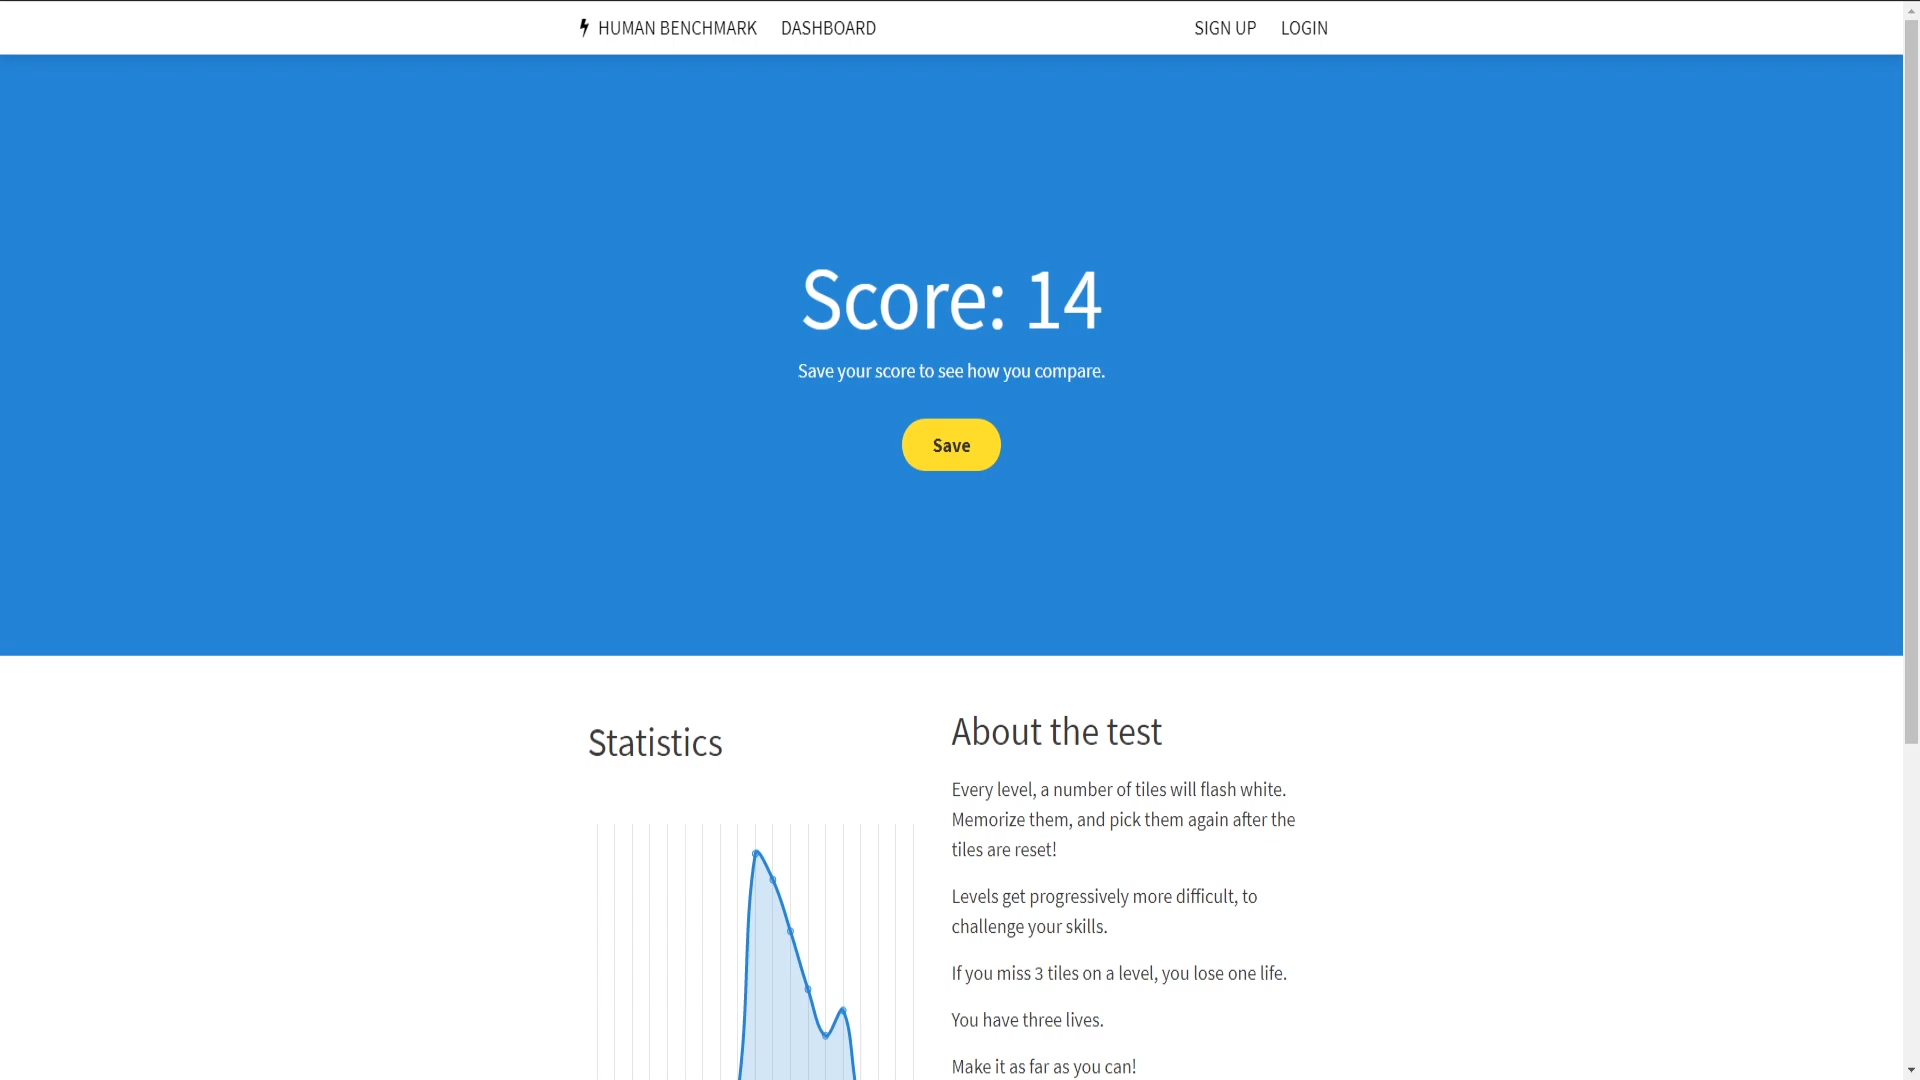 HUMAN BENCHMARK DASHBOARD SIGN UP LOGIN
Score: 14
Save your score to see how you compare.
Save
Statistics
About the test
Every level, a number of tiles will flash white.
Memorize them, and pick them again after the
tiles are reset!
Levels get progressively more difficult, to
challenge your skills.
If you miss 3 tiles on a level, you lose one life.
You have three lives.
Make it as far as you can!